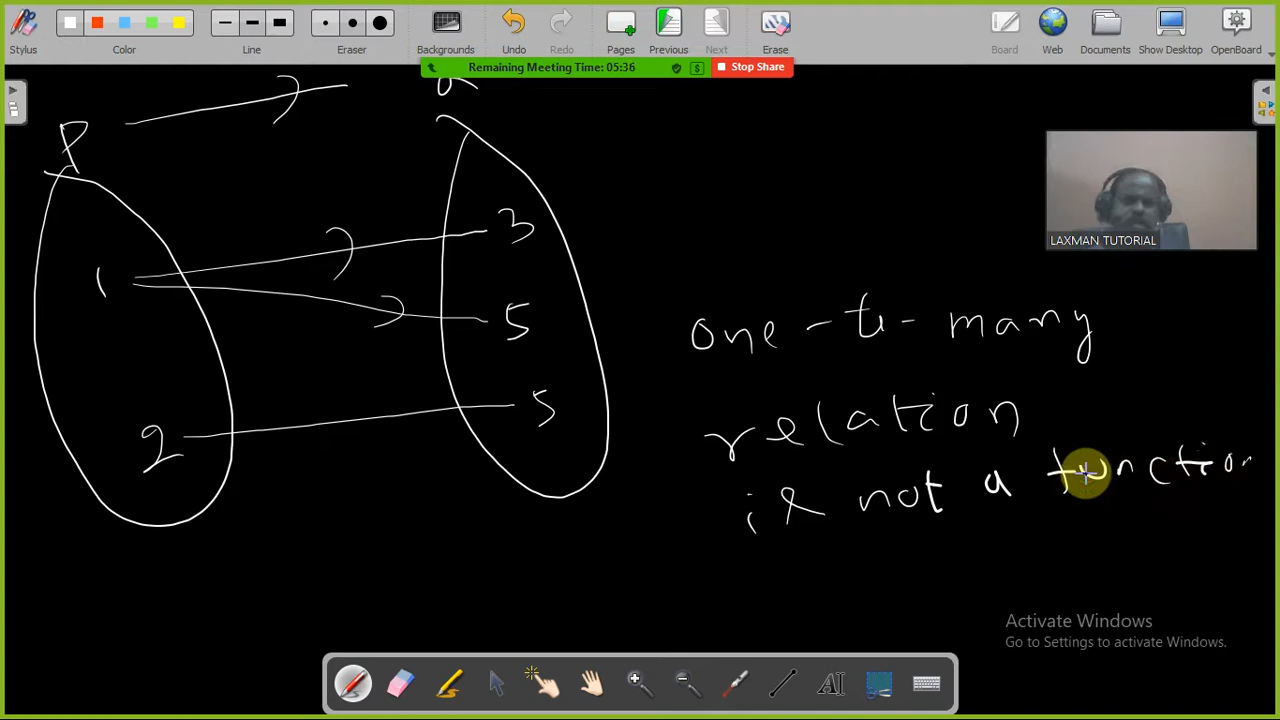 Stylus Color Line Eraser Backgrounds Undo Redo Pages Previous Next Erase Board Web Documents Show Desktop OpenBoard
Remaining Meeting Time: 05:36 Stop Share
P
1
2
3
5
5
LAXMAN TUTORIAL
one-to-many
relation
is not a function
Activate Windows
Go to Settings to activate Windows.